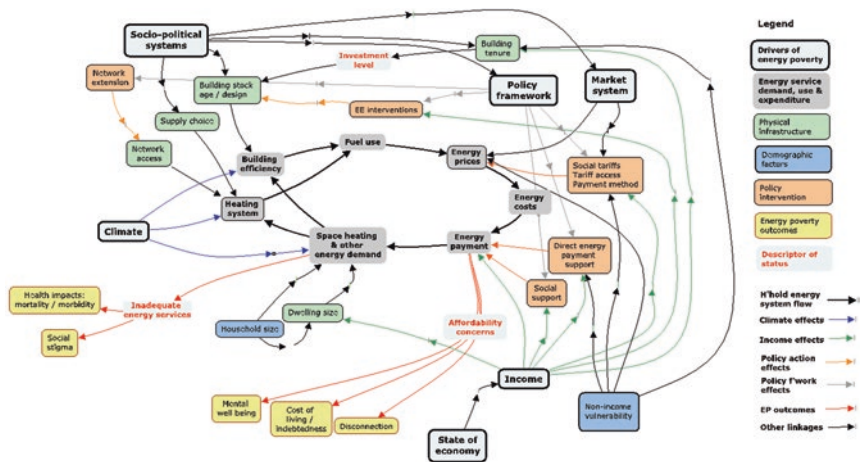 Socio-political
systems
Investment
level
Building
tenure
Network
extension
Building stock
age / design
Policy
framework
Market
system
EE interventions
Supply choice
Network
access
Fuel use
Building
efficiency
Energy
prices
Social tariffs
Tariff access
Payment method
Heating
system
Energy
costs
Climate
Space heating
& other
energy demand
Energy
payment
Direct energy
payment
support
Social
support
Health impacts:
mortality / morbidity
Inadequate
energy services
Social
stigma
Dwelling size
Household size
Affordability
concerns
Income
Mental
well being
Cost of
living /
indebtedness
Disconnection
Non-income
vulnerability
State of
economy
Legend
Drivers of
energy poverty
Energy service
demand, use &
expenditure
Physical
infrastructure
Demographic
factors
Policy
intervention
Energy poverty
outcomes
Descriptor of
status
H'hold energy
system flow
Climate effects
Income effects
Policy action
effects
Policy f'work
effects
EP outcomes
Other linkages